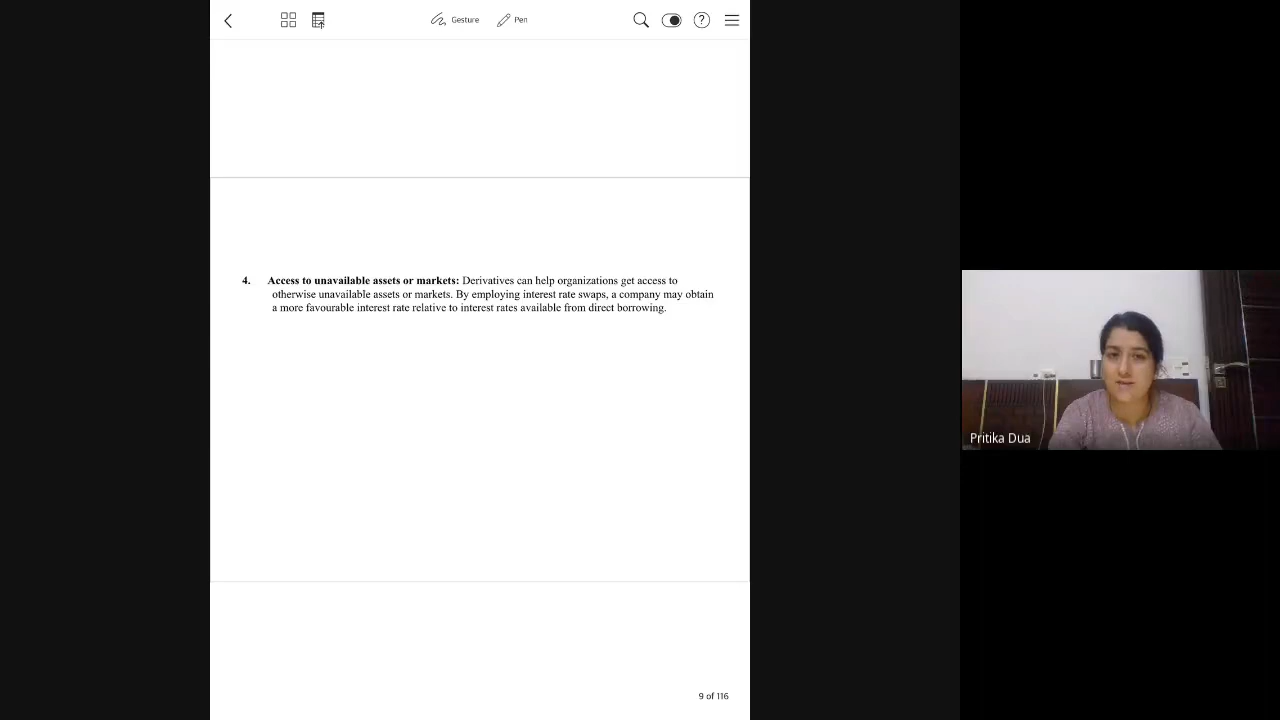 Gesture
Pen
?
4. Access to unavailable assets or markets: Derivatives can help organizations get access to
otherwise unavailable assets or markets. By employing interest rate swaps, a company may obtain
a more favourable interest rate relative to interest rates available from direct borrowing.
Pritika Dua
9 of 116